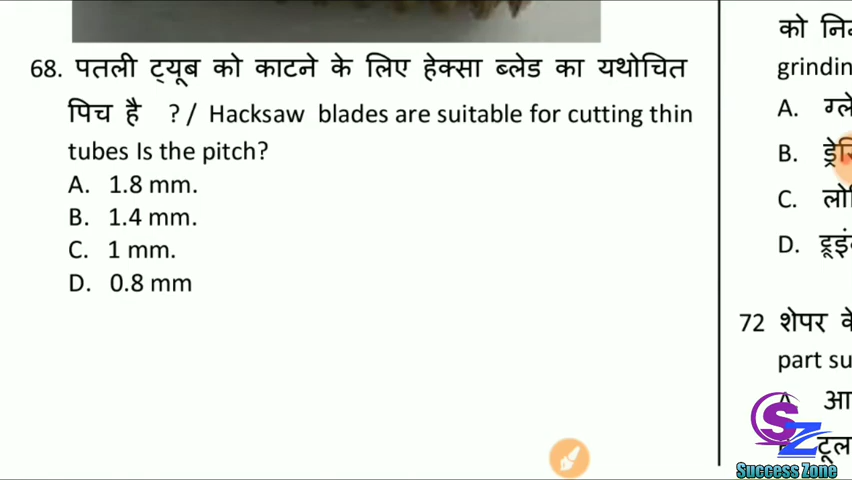 68. पतली ट्यूब को काटने के लिए हेक्सा ब्लेड का यथोचित
पिच है ? / Hacksaw blades are suitable for cutting thin
tubes Is the pitch?
A. 1.8 mm.
B. 1.4 mm.
C. 1 mm.
D. 0.8 mm
को
grindin
A.
B.
C.
D.
72 शेपर
part su
A
SZ
Success Zone